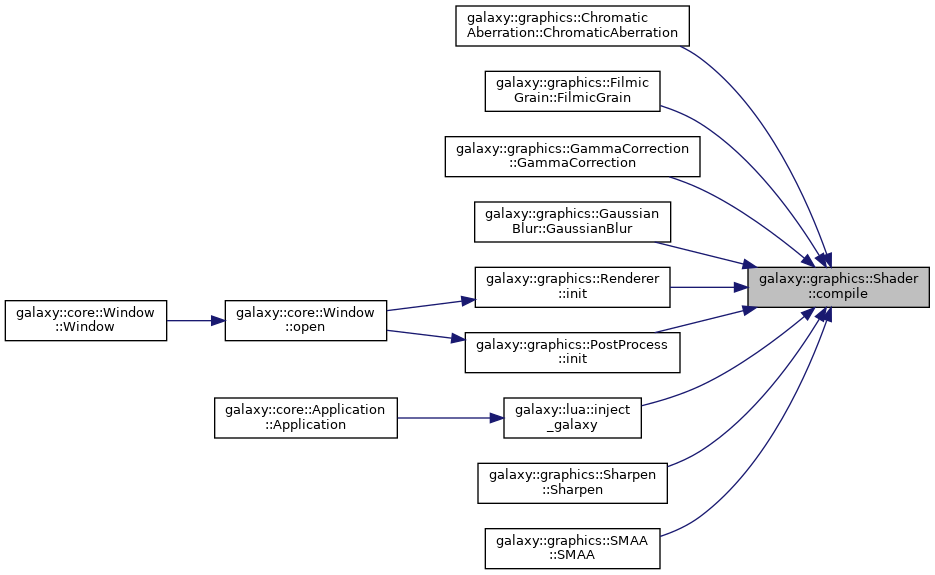 galaxy::graphics::Chromatic
Aberration::ChromaticAberration
galaxy::graphics::Filmic
Grain::FilmicGrain
galaxy::graphics::GammaCorrection
::GammaCorrection
galaxy::graphics::Gaussian
Blur::GaussianBlur
galaxy::graphics::Shader
::compile
galaxy::graphics::Renderer
::init
galaxy::core::Window
::Window
galaxy::core::Window
::open
galaxy::graphics::PostProcess
::init
galaxy::core::Application
::Application
galaxy::lua::inject
_galaxy
galaxy::graphics::Sharpen
::Sharpen
galaxy::graphics::SMAA
::SMAA